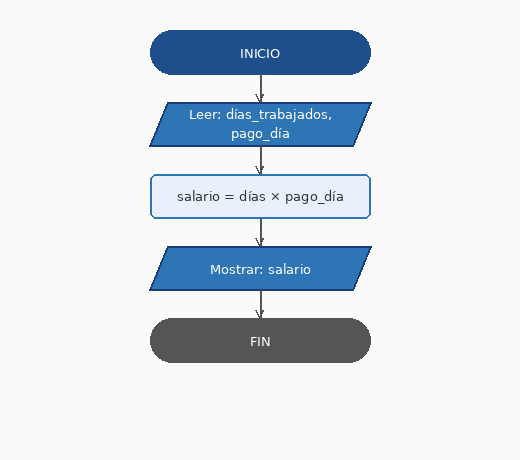 INICIO
Leer: días_trabajados,
pago_día
salario = días × pago_día
Mostrar: salario
FIN